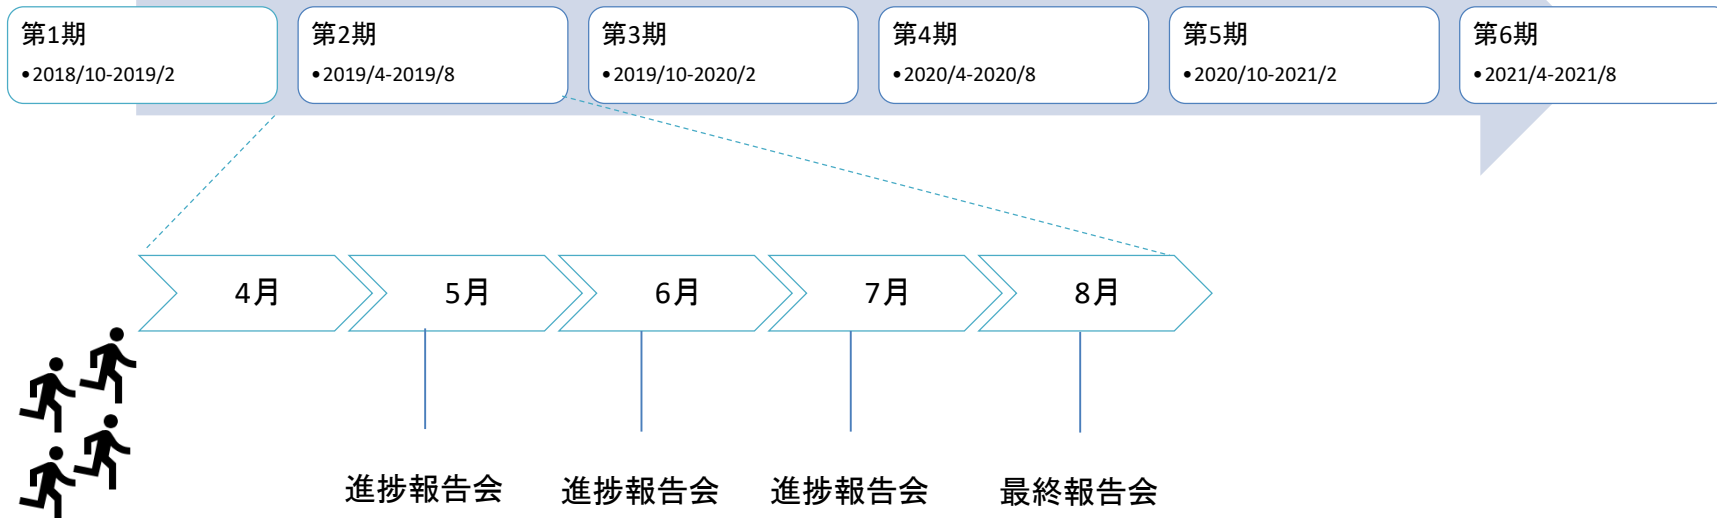 第1期
•2018/10-2019/2
第2期
•2019/4-2019/8
第3期
•2019/10-2020/2
第4期
•2020/4-2020/8
第5期
•2020/10-2021/2
第6期
•2021/4-2021/8
4月
5月
6月
7月
8月
進捗報告会
進捗報告会
進捗報告会
最終報告会